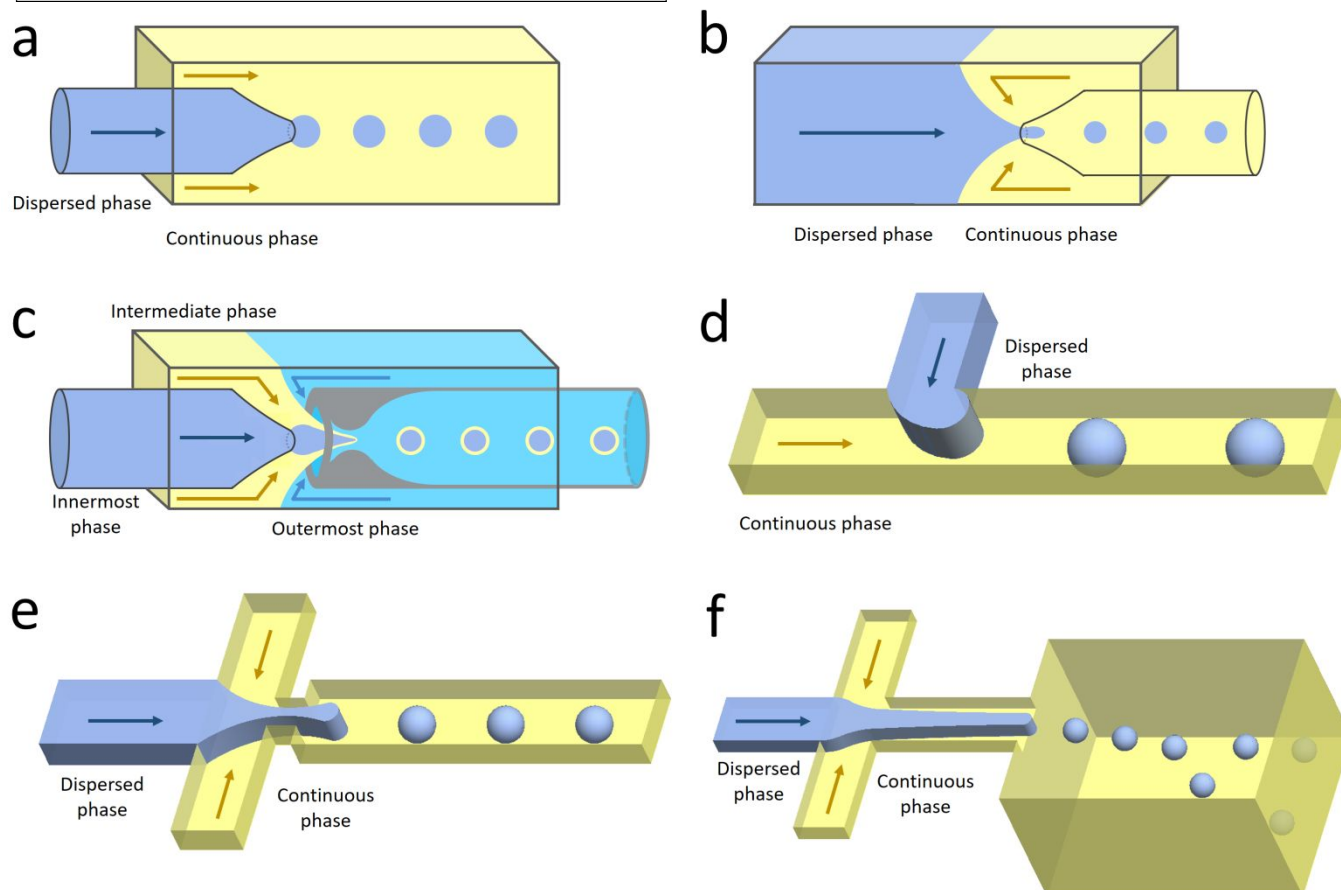 a
b
Dispersed phase
Continuous phase
Dispersed phase
Continuous phase
c
Intermediate phase
Innermost
phase
Outermost phase
d
Dispersed
phase
Continuous phase
e
Dispersed
phase
Continuous
phase
f
Dispersed
phase
Continuous
phase